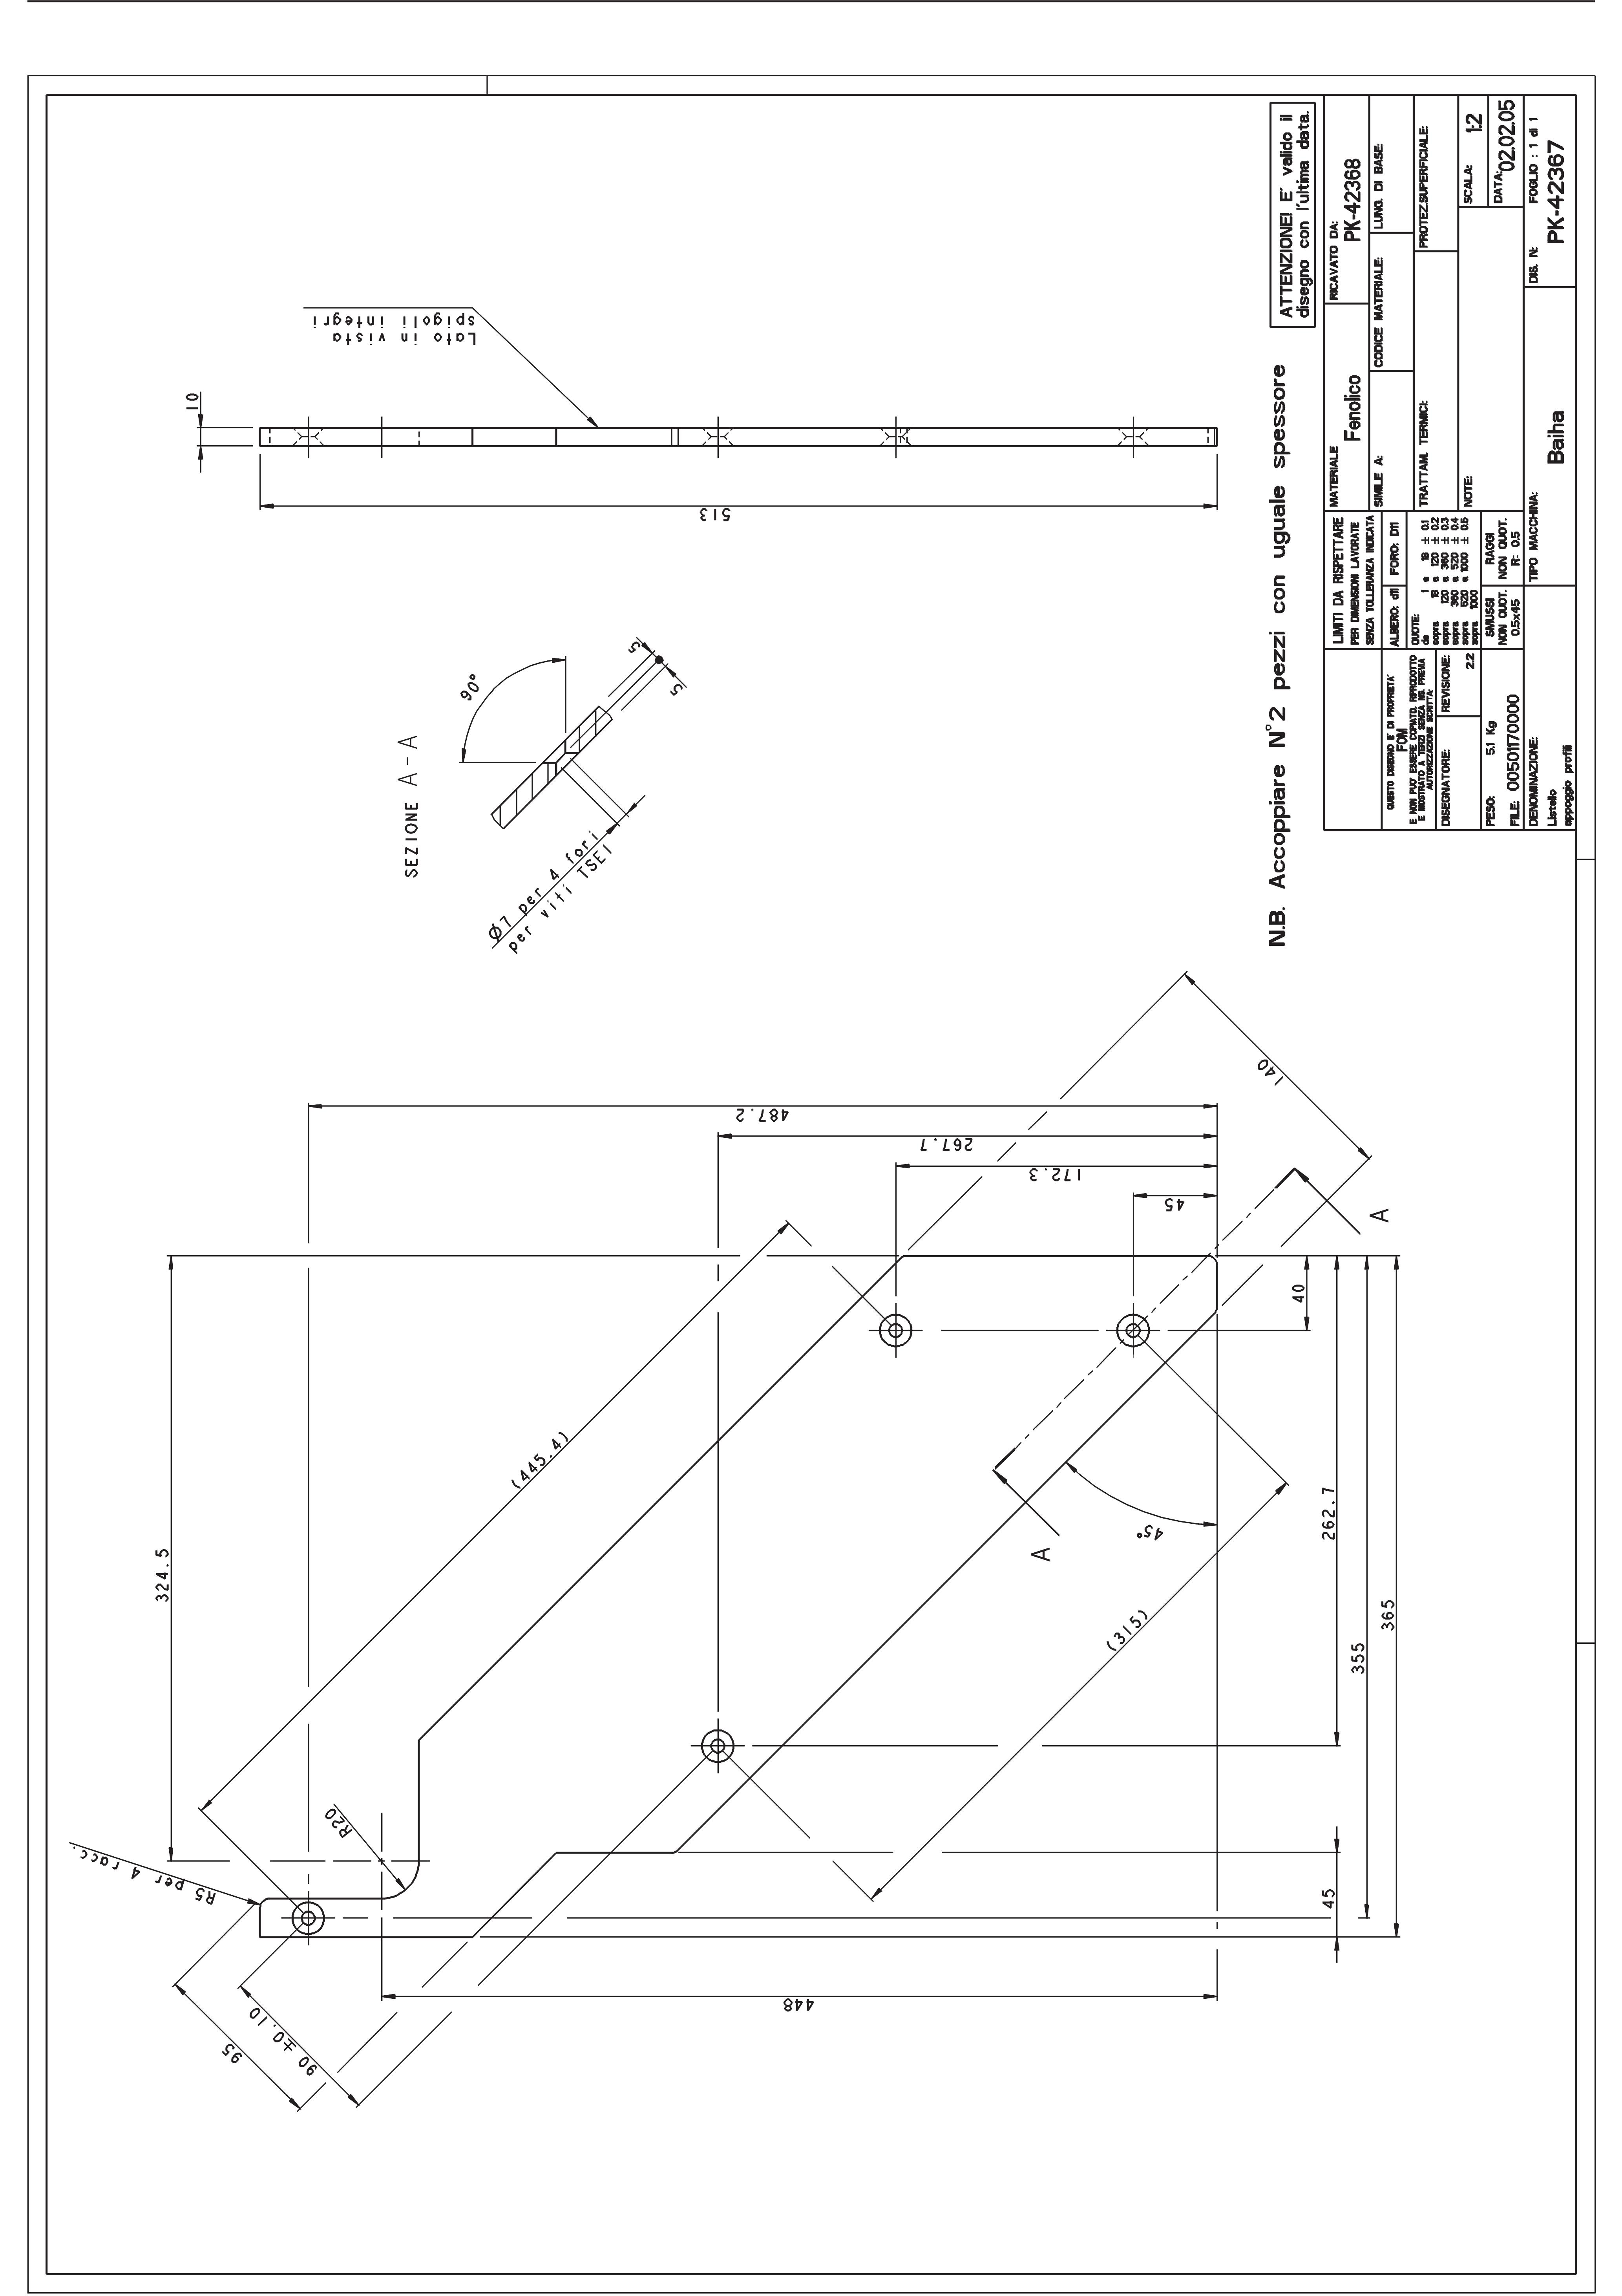 324.5
(445.4)
R5 per 4 racc.
R20
95
90 ±0.10
448
487.2
267.7
172.3
45
140
A
A
40
45°
(315)
262.7
355
365
45
SEZIONE A-A
90°
5
5
Ø7 per 4 fori
per viti TSEI
10
513
Lato in vista
spigoli integri
N.B. Accoppiare N°2 pezzi con uguale spessore
ATTENZIONE! E' valido il
disegno con l'ultima data.
QUESTO DISEGNO E' DI PROPRIETA'
FOM
E NON PUO' ESSERE COPIATO, RIPRODOTTO
E MOSTRATO A TERZI SENZA NS. PREVIA
AUTORIZZAZIONE SCRITTA.
DISEGNATORE:
REVISIONE:
2.2
PESO: 5.1 Kg
FILE: 00501170000
DENOMINAZIONE:
Listello
appoggio profili
LIMITI DA RISPETTARE
PER DIMENSIONI LAVORATE
SENZA TOLLERANZA INDICATA
ALBERO: d11 FORO: D11
QUOTE:
da 1 a 18 ± 0.1
sopra 18 a 120 ± 0.2
sopra 120 a 360 ± 0.3
sopra 360 a 520 ± 0.4
sopra 520 a 1000 ± 0.5
sopra 1000
SMUSSI
NON QUOT.
0.5x45
RAGGI
NON QUOT.
R: 0.5
MATERIALE
Fenolico
RICAVATO DA:
PK-42368
SIMILE A:
CODICE MATERIALE:
LUNG. DI BASE:
TRATTAM. TERMICI:
PROTEZ.SUPERFICIALE:
NOTE:
SCALA: 1:2
DATA: 02.02.05
TIPO MACCHINA:
Baiha
DIS. N:
FOGLIO : 1 di 1
PK-42367